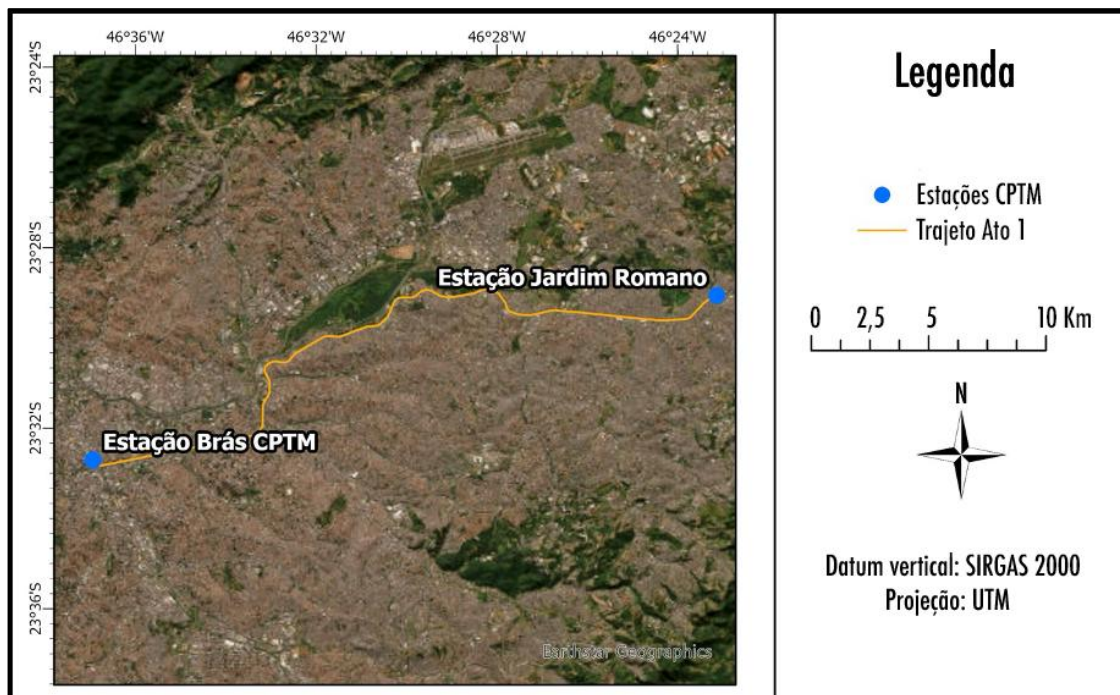 46°36'W 46°32'W 46°28'W 46°24'W
23°24'S
23°28'S
23°32'S
23°36'S
Estação Jardim Romano
Estação Brás CPTM
Earthstar Geographics
Legenda
Estações CPTM
Trajeto Ato 1
0 2,5 5 10 Km
N
Datum vertical: SIRGAS 2000
Projeção: UTM